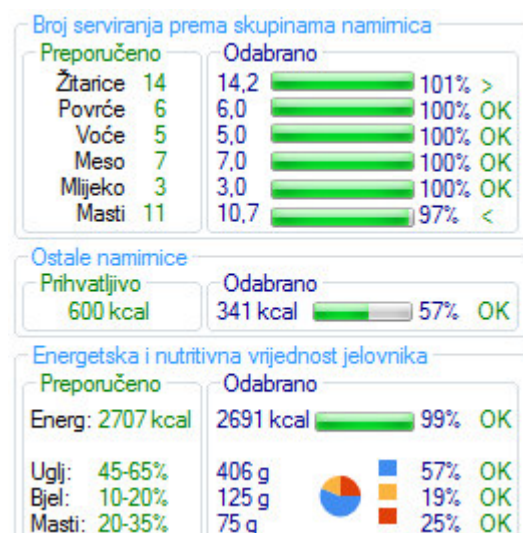 Broj serviranja prema skupinama namirnica
Preporučeno Odabrano
Žitarice 14 14,2 101% >
Povrće 6 6,0 100% OK
Voće 5 5,0 100% OK
Meso 7 7,0 100% OK
Mlijeko 3 3,0 100% OK
Masti 11 10,7 97% <
Ostale namirnice
Prihvatljivo Odabrano
600 kcal 341 kcal 57% OK
Energetska i nutritivna vrijednost jelovnika
Preporučeno Odabrano
Energ: 2707 kcal 2691 kcal 99% OK
Uglj: 45-65% 406 g 57% OK
Bjel: 10-20% 125 g 19% OK
Masti: 20-35% 75 g 25% OK